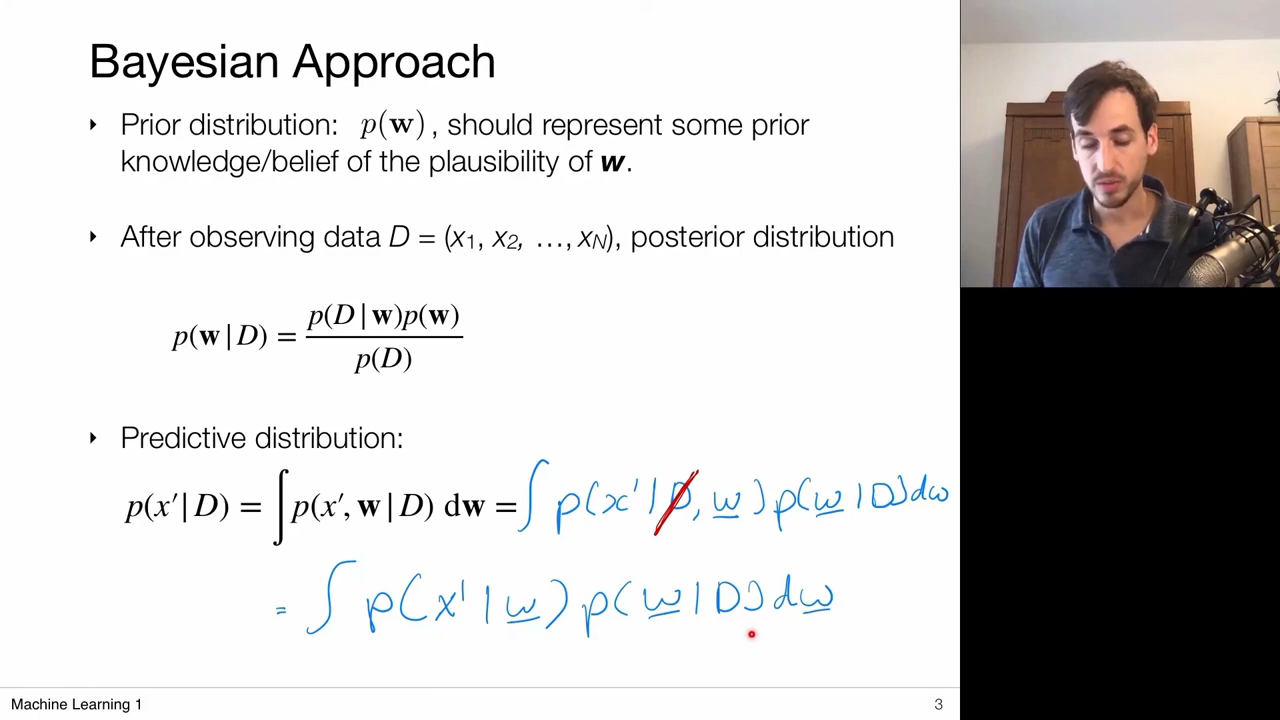 Bayesian Approach
‣ Prior distribution: p(w), should represent some prior
knowledge/belief of the plausibility of w.
‣ After observing data D = (x₁, x₂, …, x_N), posterior distribution
p(w|D) = p(D|w)p(w) / p(D)
‣ Predictive distribution:
p(x′|D) = ∫ p(x′, w|D) dw = ∫ p(x′|D, w) p(w|D) dw
= ∫ p(x′|w) p(w|D) dw
Machine Learning 1
3